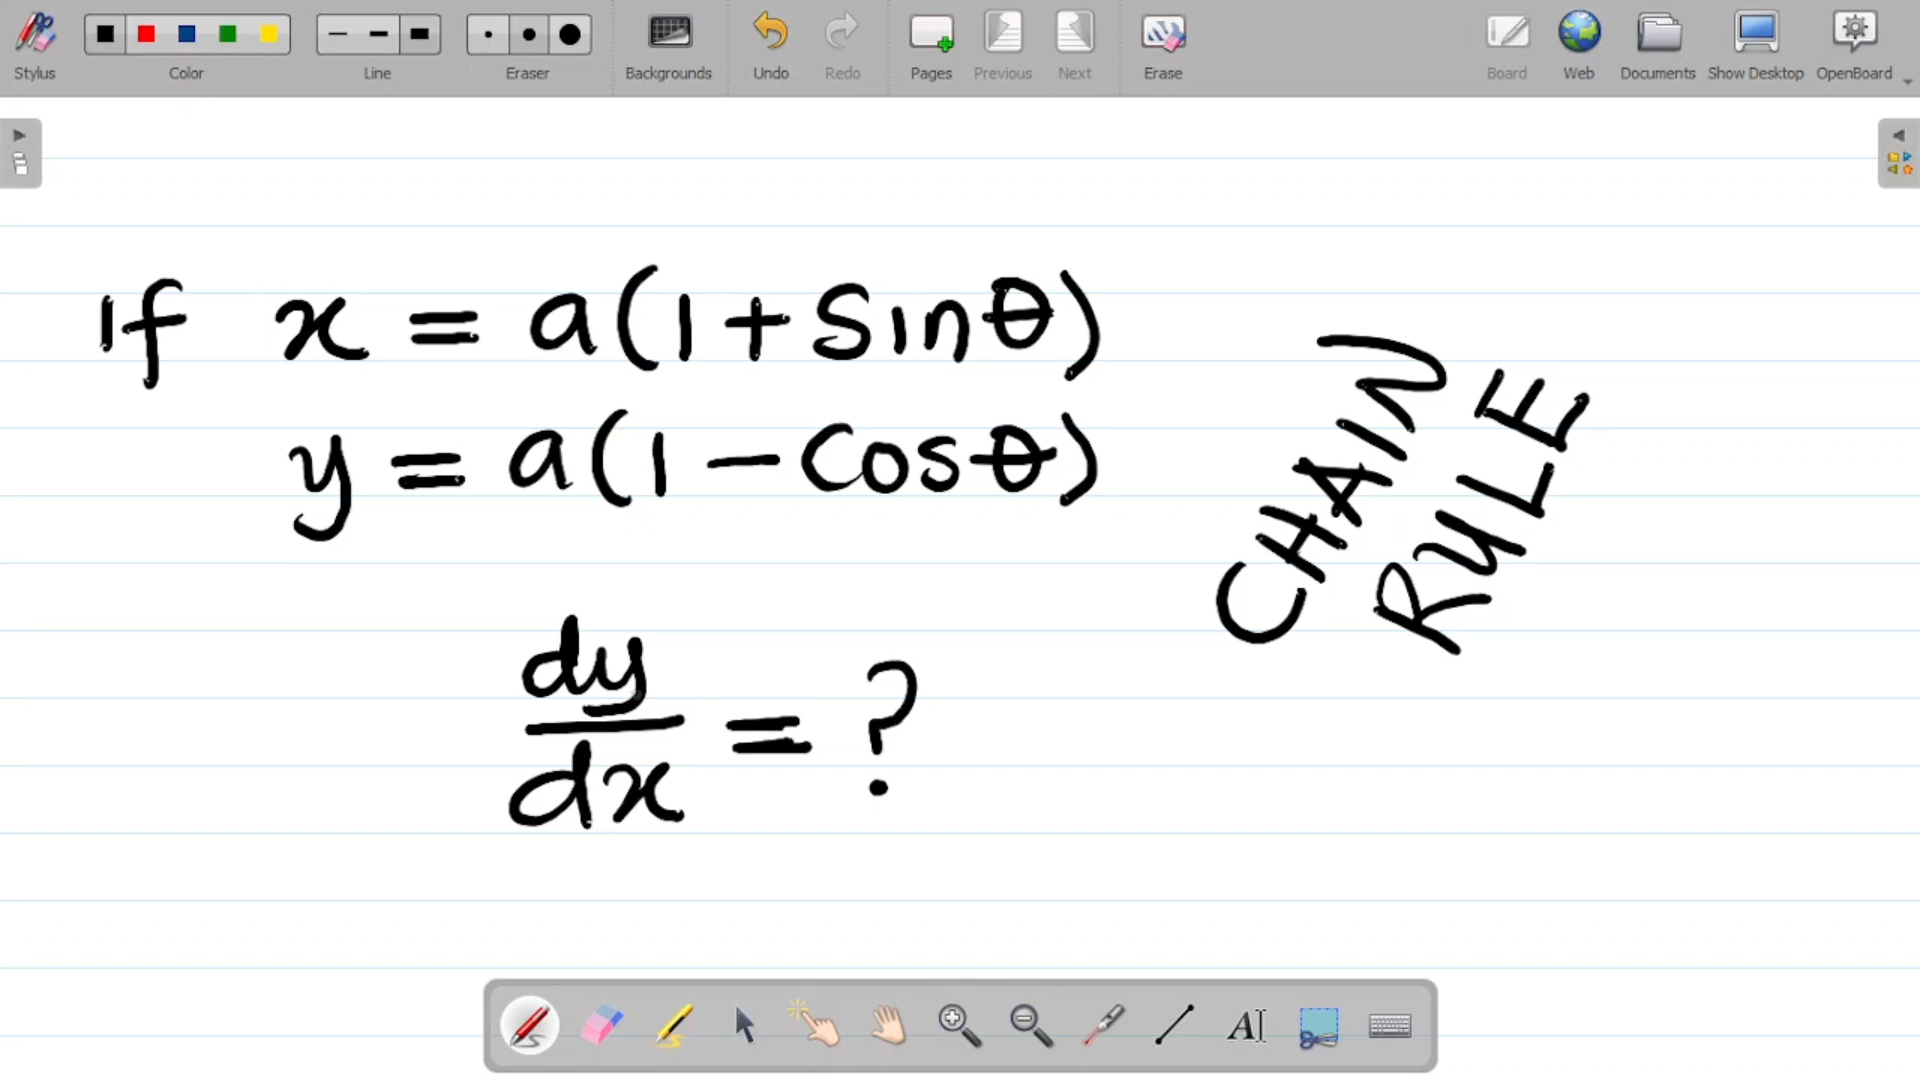 Stylus Color Line Eraser Backgrounds Undo Redo Pages Previous Next Erase Board Web Documents Show Desktop OpenBoard
If x = a(1 + Sinθ)
y = a(1 − Cosθ)
dy/dx = ?
CHAIN
RULE